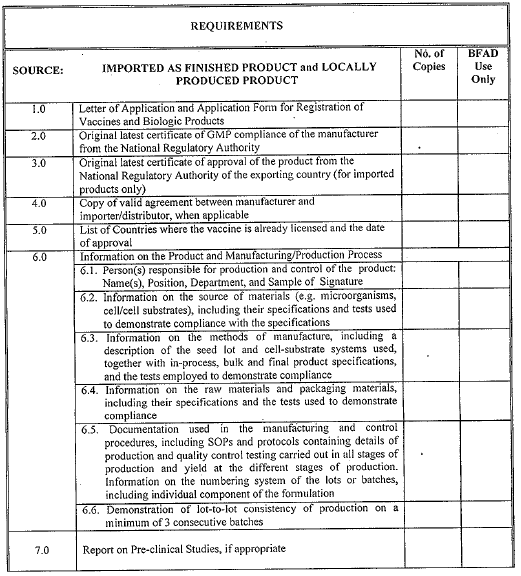 REQUIREMENTS
SOURCE:
IMPORTED AS FINISHED PRODUCT and LOCALLY
PRODUCED PRODUCT
No. of
Copies
BFAD
Use
Only
1.0
Letter of Application and Application Form for Registration of
Vaccines and Biologic Products
2.0
Original latest certificate of GMP compliance of the manufacturer
from the National Regulatory Authority
3.0
Original latest certificate of approval of the product from the
National Regulatory Authority of the exporting country (for imported
products only)
4.0
Copy of valid agreement between manufacturer and
importer/distributor, when applicable
5.0
List of Countries where the vaccine is already licensed and the date
of approval
6.0
Information on the Product and Manufacturing/Production Process
6.1. Person(s) responsible for production and control of the product:
Name(s), Position, Department, and Sample of Signature
6.2. Information on the source of materials (e.g. microorganisms,
cell/cell substrates), including their specifications and tests used
to demonstrate compliance with the specifications
6.3. Information on the methods of manufacture, including a
description of the seed lot and cell-substrate systems used,
together with in-process, bulk and final product specifications,
and the tests employed to demonstrate compliance
6.4. Information on the raw materials and packaging materials,
including their specifications and the tests used to demonstrate
compliance
6.5. Documentation used in the manufacturing and control
procedures, including SOPs and protocols containing details of
production and quality control testing carried out in all stages of
production and yield at the different stages of production.
Information on the numbering system of the lots or batches,
including individual component of the formulation
6.6. Demonstration of lot-to-lot consistency of production on a
minimum of 3 consecutive batches
7.0
Report on Pre-clinical Studies, if appropriate